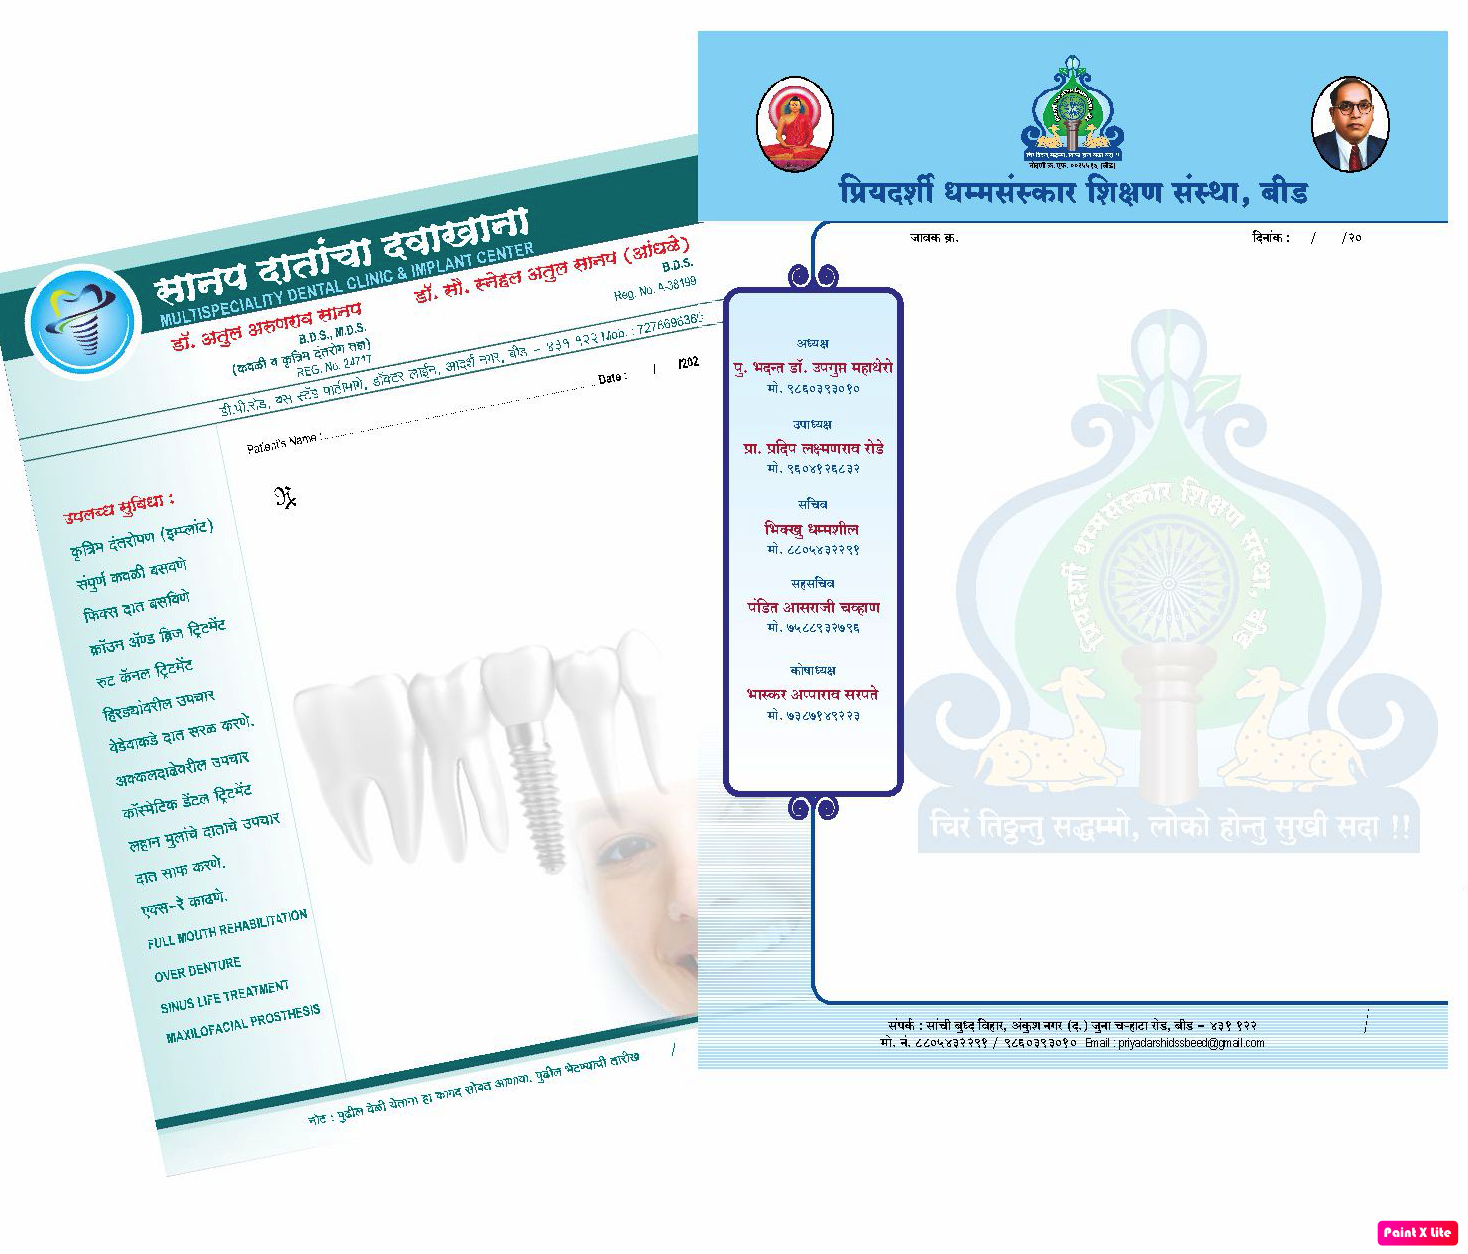 सानप दातांचा दवाखाना
MULTISPECIALITY DENTAL CLINIC & IMPLANT CENTER
डॉ. अतुल अरुणराव सानप
B.D.S., M.D.S.
(कवळी व कृत्रिम दंतरोग तज्ञ)
REG. No. 24717
डॉ. सौ. स्नेहल अतुल सानप (आंधळे)
B.D.S.
Reg. No. A-38199
डी.पी.रोड, बस स्टँड पाठीमागे, डॉक्टर लाईन, आदर्श नगर, बीड - ४३१ १२२ Mob. :
Patient's Name : Date : / /202
उपलब्ध सुविधा :
कृत्रिम दंतरोपण (इम्प्लांट)
संपुर्ण कवळी बसवणे
फिक्स दात बसविणे
क्रॉउन अ‍ॅण्ड ब्रिज ट्रिटमेंट
रुट कॅनल ट्रिटमेंट
हिरड्यांवरील उपचार
वेडेवाकडे दात सरळ करणे.
अक्कलदाढेवरील उपचार
कॉस्मेटिक डेंटल ट्रिटमेंट
लहान मुलांचे दातांचे उपचार
दात साफ करणे.
एक्स-रे काढणे.
FULL MOUTH REHABILITATION
OVER DENTURE
SINUS LIFE TREATMENT
MAXILOFACIAL PROSTHESIS
नोट : पुढील वेळी येताना हा कागद सोबत आणावा. पुढील भेटण्याची तारीख / /
चिरं तिट्ठन्तु सद्धम्मो, लोको होन्तु सुखी सदा !!
प्रियदर्शी धम्मसंस्कार शिक्षण संस्था, बीड
जावक क्र. दिनांक : / /२०
अध्यक्ष
पु. भदन्त डॉ. उपगुप्त महाथेरो
मो. ९८६०३९३०१०
उपाध्यक्ष
प्रा. प्रदिप लक्ष्मणराव रोडे
मो. ९६०४१२६८३२
सचिव
भिक्खु धम्मशील
मो. ८८०५४३२२९१
सहसचिव
पंडित आसराजी चव्हाण
मो. ७५८८९३२७९६
कोषाध्यक्ष
भास्कर अप्पाराव सरपते
मो. ७३८७१४९२२३
प्रियदर्शी धम्मसंस्कार शिक्षण संस्था, बीड
चिरं तिट्ठन्तु सद्धम्मो, लोको होन्तु सुखी सदा !!
संपर्क : सांची बुध्द विहार, अंकुश नगर (द.) जुना चऱ्हाटा रोड, बीड - ४३१ १२२
मो. नं. ८८०५४३२२९१ / ९८६०३९३०१० Email : priyadarshidssbeed@gmail.com
Paint X Lite